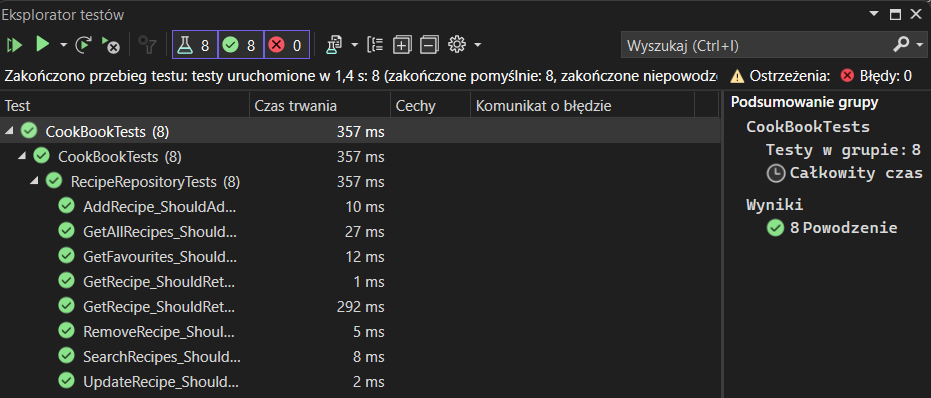 Eksplorator testów
8 8 0
Wyszukaj (Ctrl+I)
Zakończono przebieg testu: testy uruchomione w 1,4 s: 8 (zakończone pomyślnie: 8, zakończone niepowodze
Ostrzeżenia: Błędy: 0
Test Czas trwania Cechy Komunikat o błędzie
CookBookTests (8) 357 ms
CookBookTests (8) 357 ms
RecipeRepositoryTests (8) 357 ms
AddRecipe_ShouldAd... 10 ms
GetAllRecipes_Should... 27 ms
GetFavourites_Should... 12 ms
GetRecipe_ShouldRet... 1 ms
GetRecipe_ShouldRet... 292 ms
RemoveRecipe_Shoul... 5 ms
SearchRecipes_Should... 8 ms
UpdateRecipe_Should... 2 ms
Podsumowanie grupy
CookBookTests
Testy w grupie: 8
Całkowity czas
Wyniki
8 Powodzenie